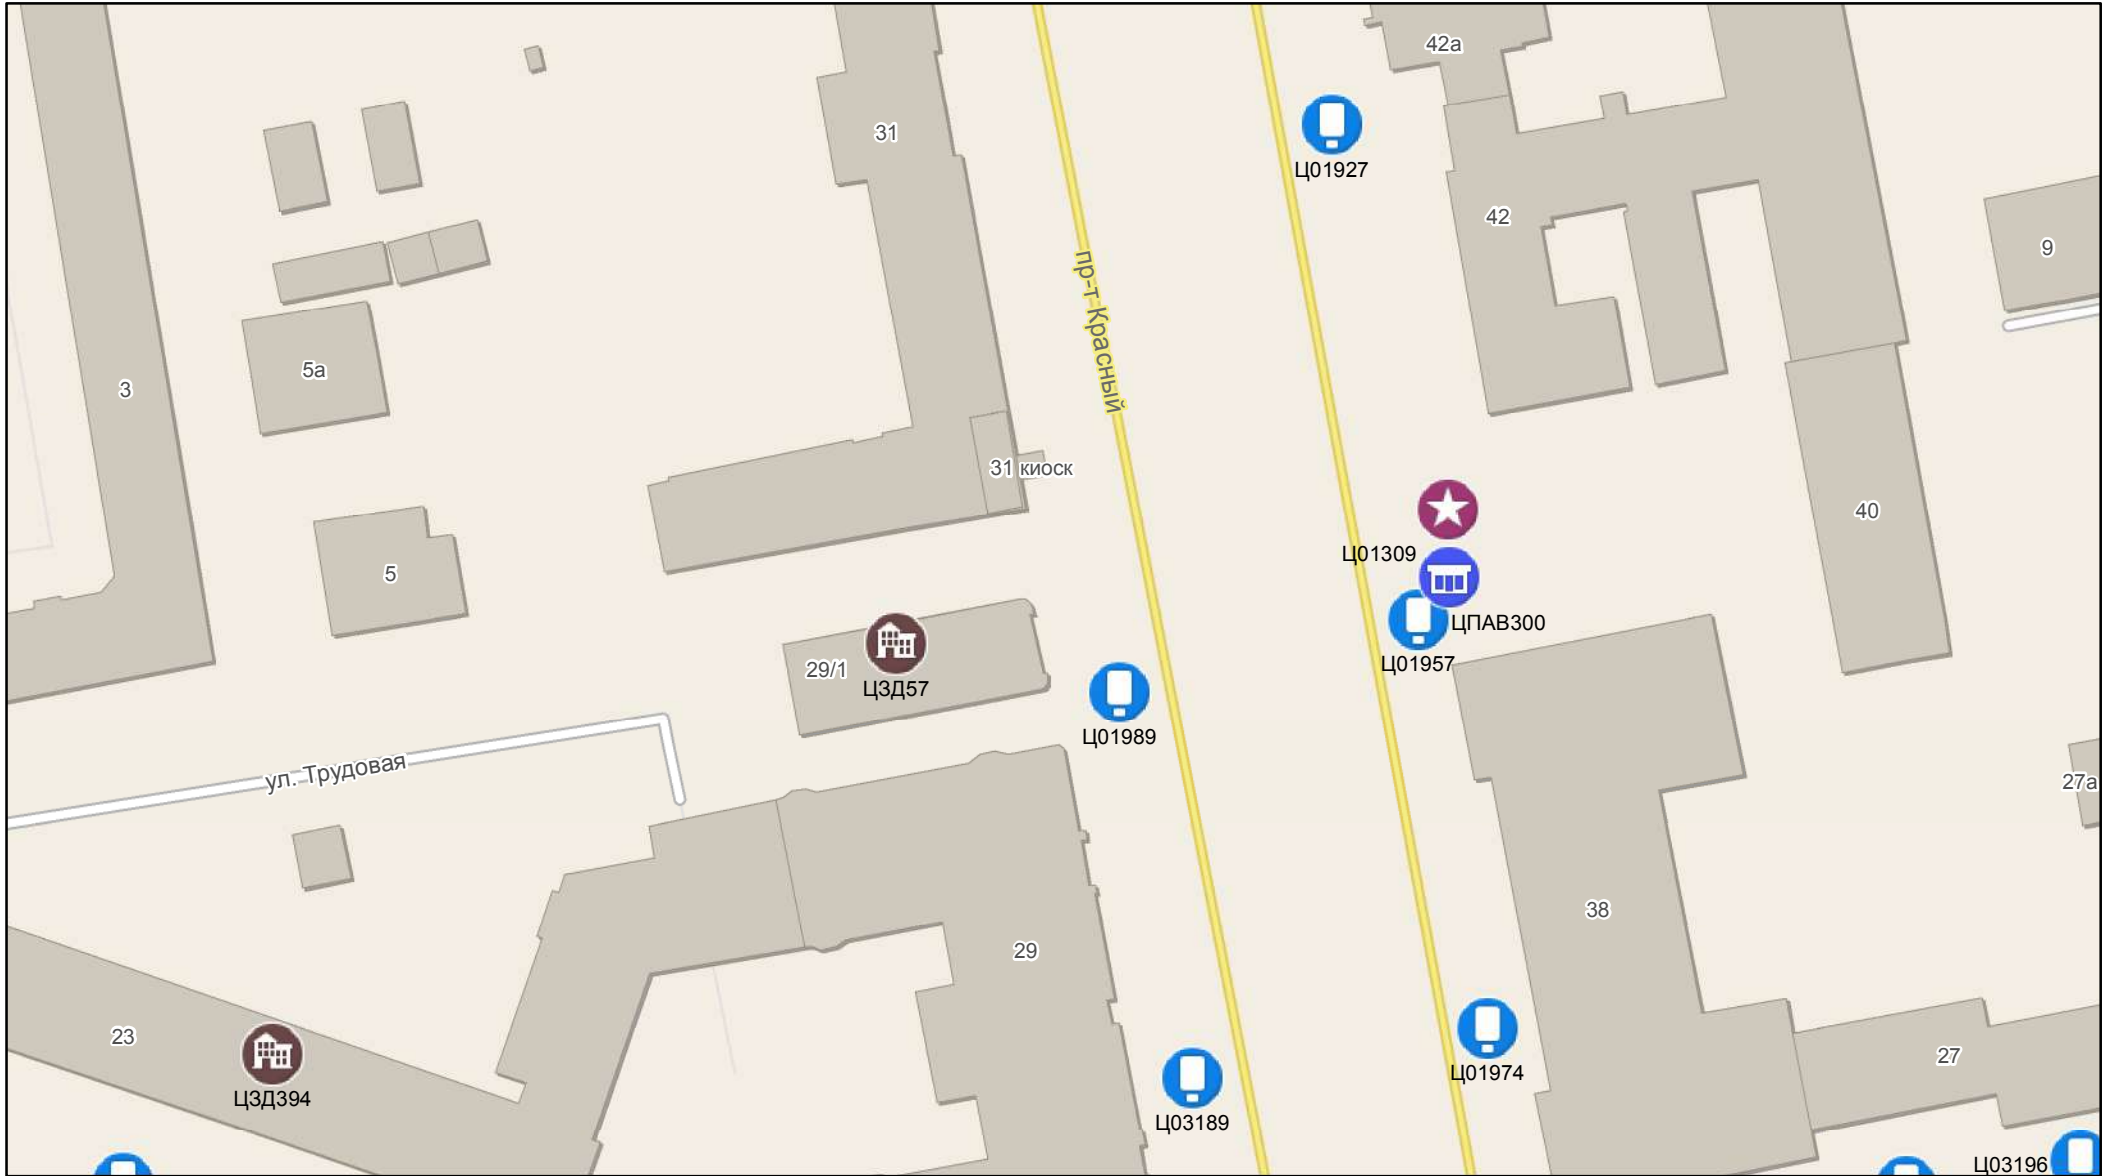 42а
31
Ц01927
42
9
пр-т Красный
5а
3
31 киоск
40
Ц01309
5
ЦПАВ300
Ц01957
29/1
ЦЗД57
Ц01989
ул. Трудовая
27а
38
29
23
27
Ц01974
ЦЗД394
Ц03189
Ц03196